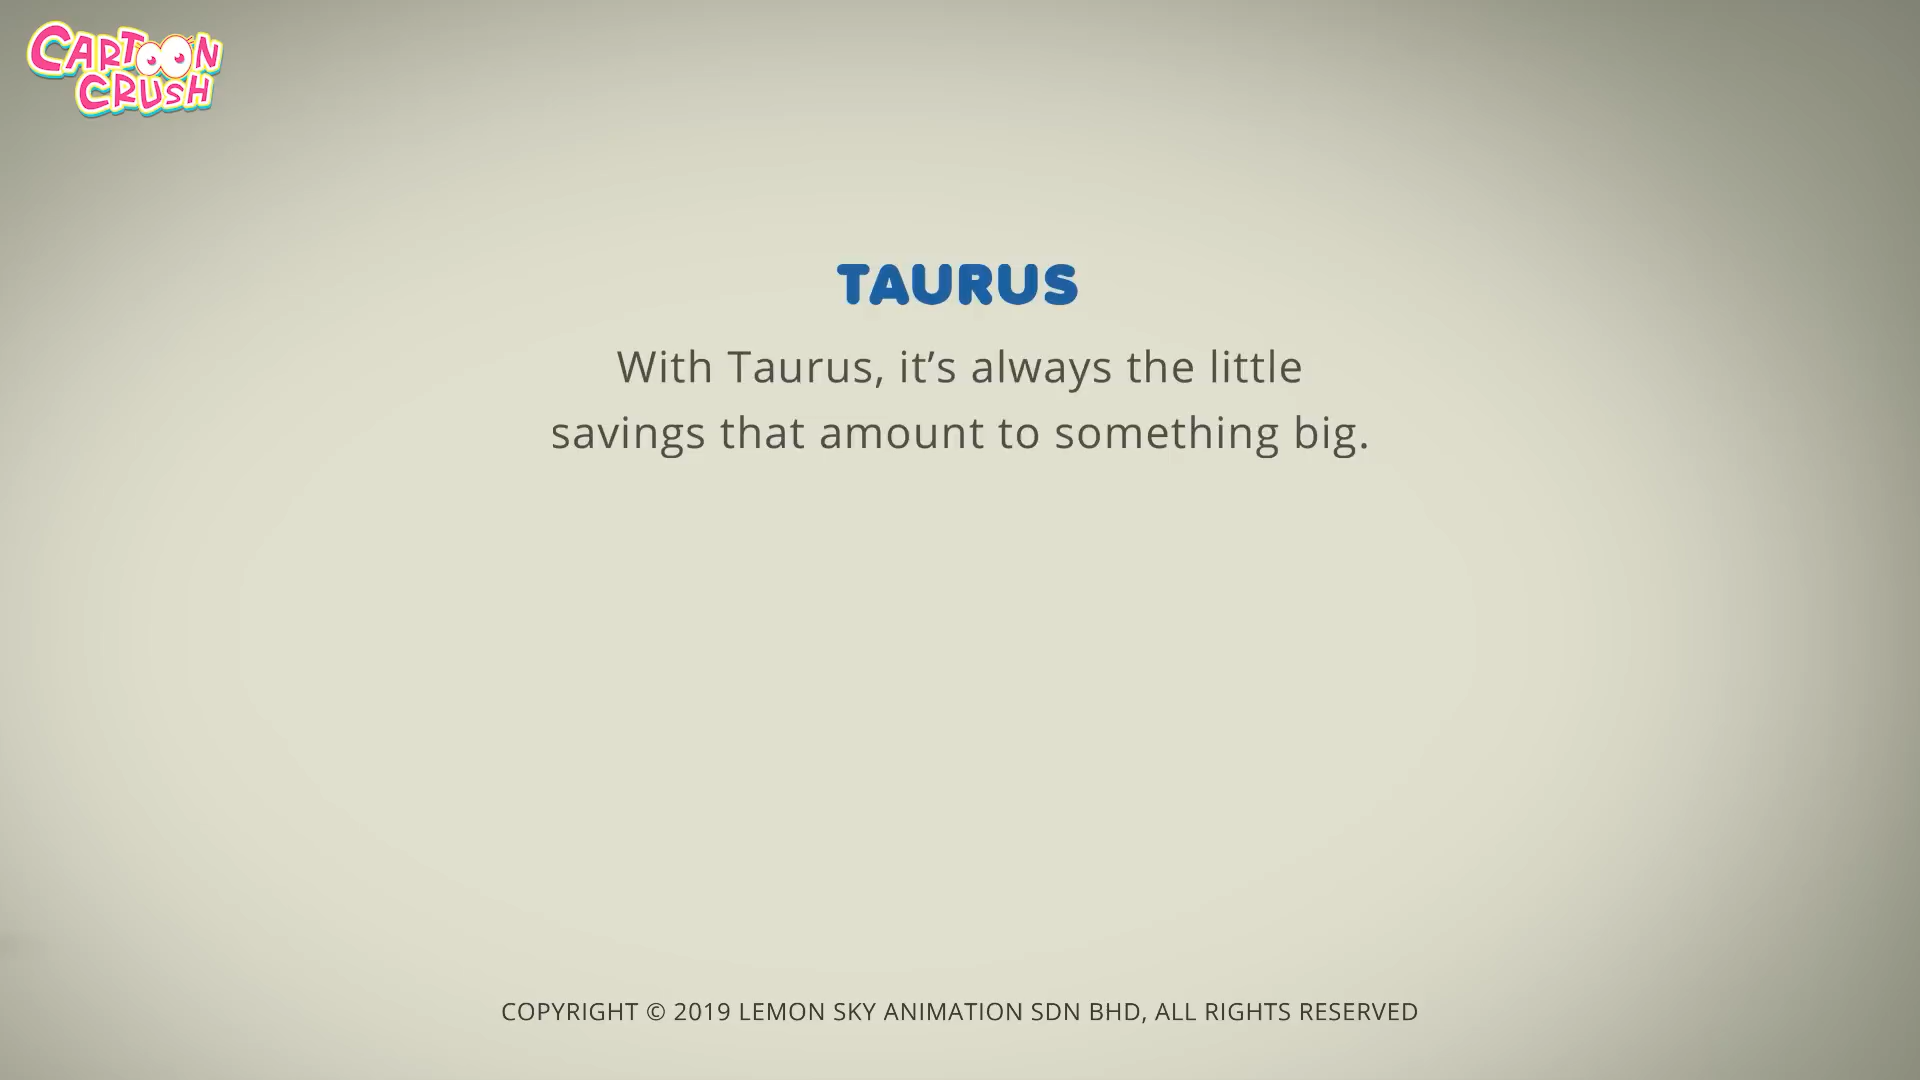 CARTOON
CRUSH
TAURUS
With Taurus, it’s always the little
savings that amount to something big.
COPYRIGHT © 2019 LEMON SKY ANIMATION SDN BHD, ALL RIGHTS RESERVED